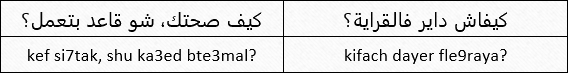 كيف صحتك، شو قاعد بتعمل؟
كيفاش داير فالقراية؟
kef si7tak, shu ka3ed bte3mal?
kifach dayer fle9raya?